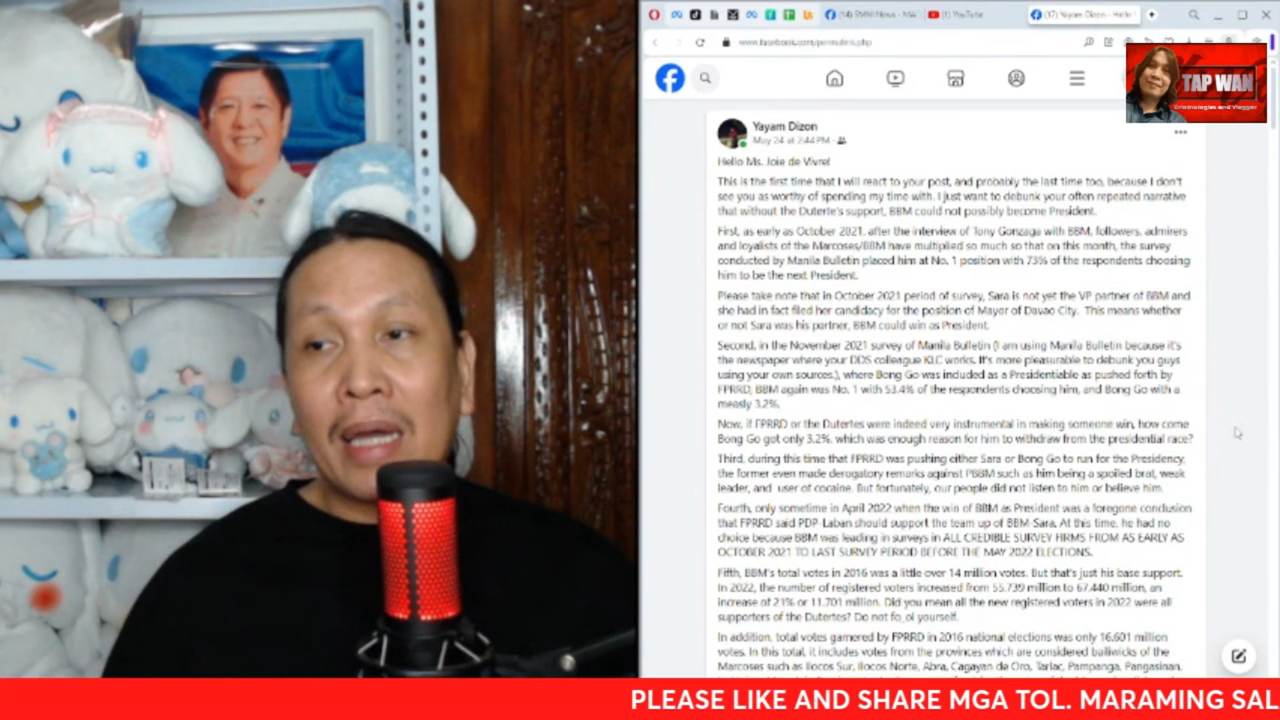 (14) SMNI News - MA
(1) YouTube
(17) Yayam Dizon - Hello
www.facebook.com/permalink.php
TAP WAN
Criminologies and Vlogger
Yayam Dizon
May 24 at 2:44 PM
Hello Ms. Joie de Vivre!
This is the first time that I will react to your post, and probably the last time too, because I don't
see you as worthy of spending my time with. I just want to debunk your often repeated narrative
that without the Duterte's support, BBM could not possibly become President.
First, as early as October 2021, after the interview of Tony Gonzaga with BBM, followers, admirers
and loyalists of the Marcoses/BBM have multiplied so much so that on this month, the survey
conducted by Manila Bulletin placed him at No. 1 position with 73% of the respondents choosing
him to be the next President.
Please take note that in October 2021 period of survey, Sara is not yet the VP partner of BBM and
she had in fact filed her candidacy for the position of Mayor of Davao City. This means whether
or not Sara was his partner, BBM could win as President.
Second, in the November 2021 survey of Manila Bulletin (I am using Manila Bulletin because it's
the newspaper where your DDS colleague KLC works. It's more pleasurable to debunk you guys
using your own sources.), where Bong Go was included as a Presidentiable as pushed forth by
FPRRD, BBM again was No. 1 with 53.4% of the respondents choosing him, and Bong Go with a
measly 3.2%.
Now, if FPRRD or the Dutertes were indeed very instrumental in making someone win, how come
Bong Go got only 3.2%, which was enough reason for him to withdraw from the presidential race?
Third, during this time that FPRRD was pushing either Sara or Bong Go to run for the Presidency,
the former even made derogatory remarks against PBBM such as him being a spoiled brat, weak
leader, and user of cocaine. But fortunately, our people did not listen to him or believe him.
Fourth, only sometime in April 2022 when the win of BBM as President was a foregone conclusion
that FPRRD said PDP Laban should support the team up of BBM-Sara. At this time, he had no
choice because BBM was leading in surveys in ALL CREDIBLE SURVEY FIRMS FROM AS EARLY AS
OCTOBER 2021 TO LAST SURVEY PERIOD BEFORE THE MAY 2022 ELECTIONS.
Fifth, BBM's total votes in 2016 was a little over 14 million votes. But that's just his base support.
In 2022, the number of registered voters increased from 55.739 million to 67.440 million, an
increase of 21% or 11.701 million. Did you mean all the new registered voters in 2022 were all
supporters of the Dutertes? Do not fo_ol yourself.
In addition, total votes garnered by FPRRD in 2016 national elections was only 16.601 million
votes. In this total, it includes votes from the provinces which are considered bailiwicks of the
Marcoses such as Ilocos Sur, Ilocos Norte, Abra, Cagayan de Oro, Tarlac, Pampanga, Pangasinan,
PLEASE LIKE AND SHARE MGA TOL. MARAMING SAL